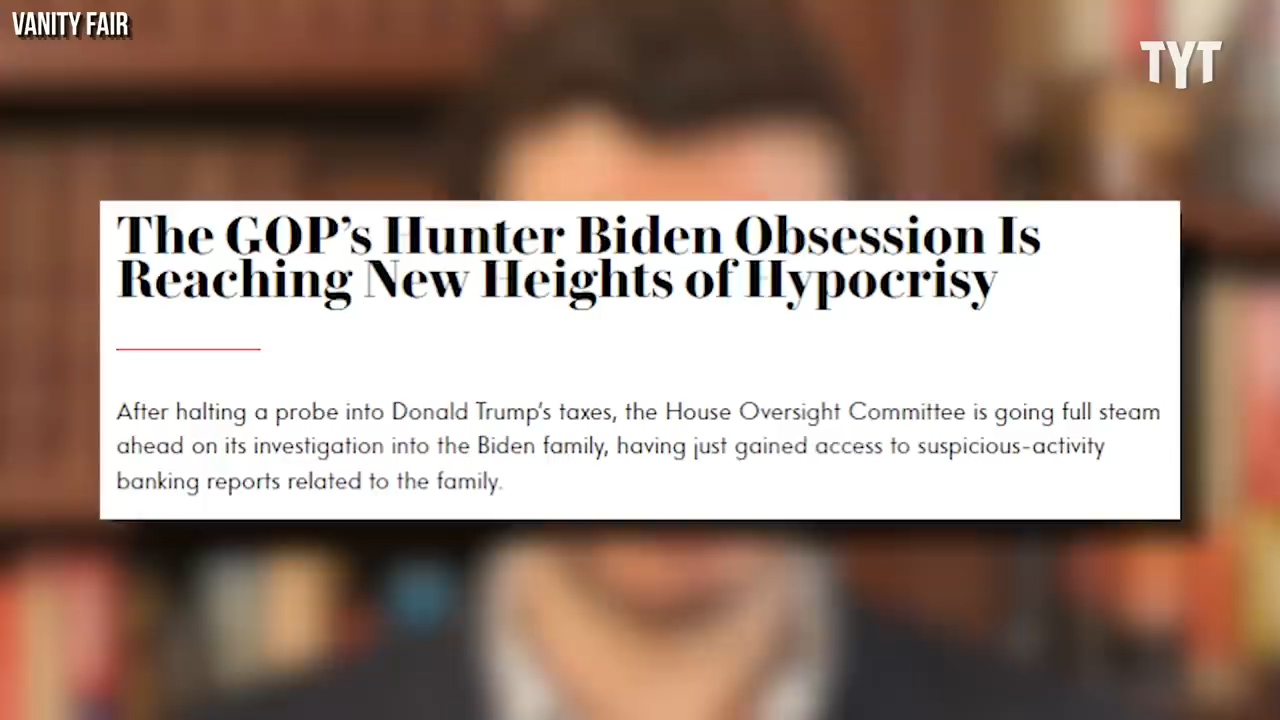 VANITY FAIR
TYT
The GOP's Hunter Biden Obsession Is
Reaching New Heights of Hypocrisy
After halting a probe into Donald Trump's taxes, the House Oversight Committee is going full steam
ahead on its investigation into the Biden family, having just gained access to suspicious-activity
banking reports related to the family.